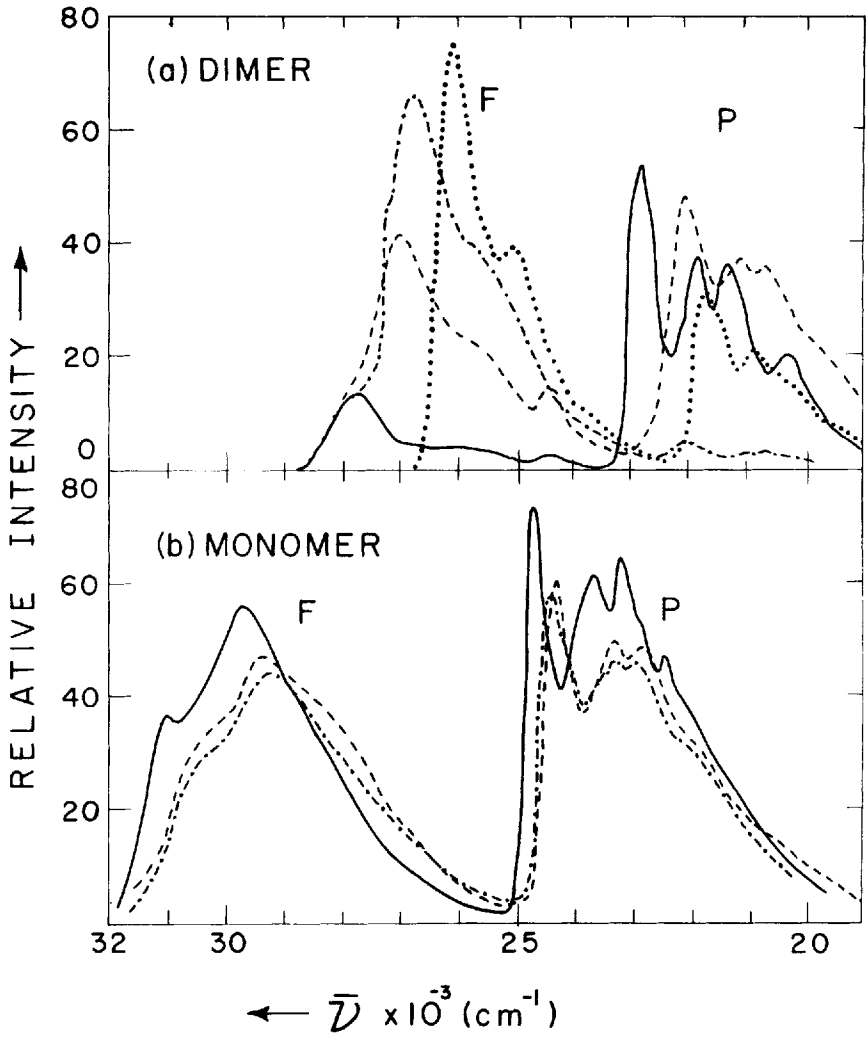 80
(a) DIMER
F
P
60
40
20
0
80
(b) MONOMER
F
P
60
40
20
32
30
25
20
RELATIVE INTENSITY →
← ν̅ ×10⁻³ (cm⁻¹)